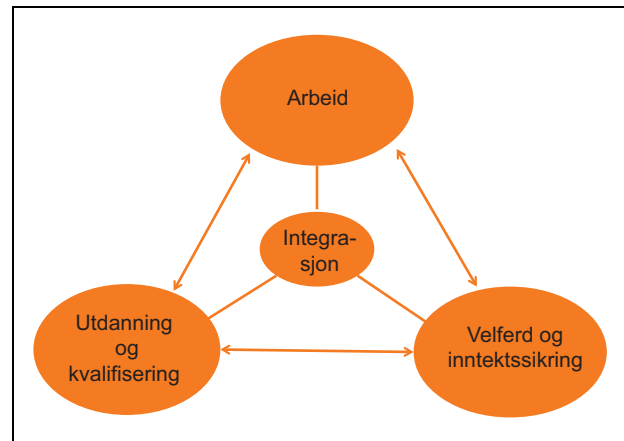 Arbeid
Integra-
sjon
Utdanning
og
kvalifisering
Velferd og
inntektssikring